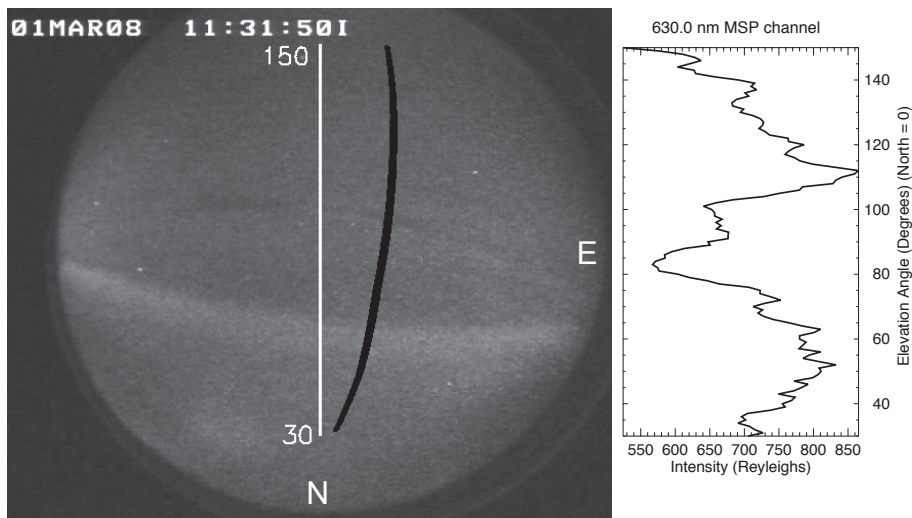 01MAR08 11:31:50I
150
E
30
N
630.0 nm MSP channel
140
120
100
80
60
40
Elevation Angle (Degrees) (North = 0)
550 600 650 700 750 800 850
Intensity (Reyleighs)